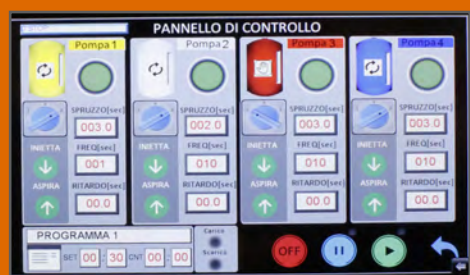 PANNELLO DI CONTROLLO
Pompa 1 Pompa 2 Pompa 3 Pompa 4
SPRUZZO[sec] SPRUZZO[sec] SPRUZZO[sec] SPRUZZO[sec]
003.0 002.0 003.0 003.0
INIETTA FREQ[sec] INIETTA FREQ[sec] INIETTA FREQ[sec] INIETTA FREQ[sec]
001 010 010 010
ASPIRA RITARDO[sec] ASPIRA RITARDO[sec] ASPIRA RITARDO[sec] ASPIRA RITARDO[sec]
00.0 00.0 00.0 00.0
PROGRAMMA 1 Carico
SET 00 : 30 CNT 00 : 00 Scarico
OFF